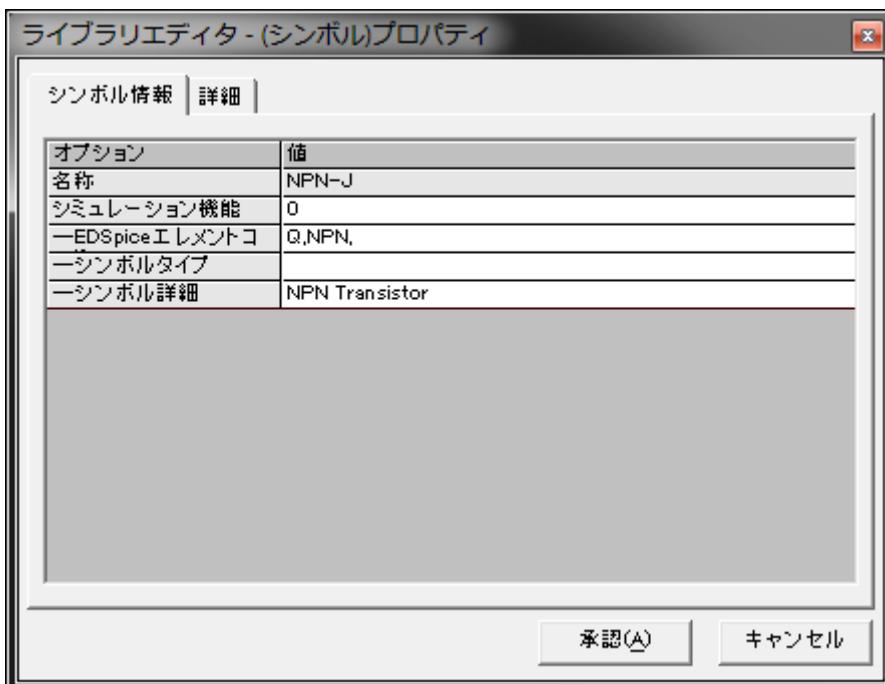 ライブラリエディタ - (シンボル)プロパティ
シンボル情報 詳細
オプション 値
名称 NPN-J
シミュレーション機能 0
―EDSpiceエレメントコ Q,NPN,
―シンボルタイプ
―シンボル詳細 NPN Transistor
承認(A) キャンセル